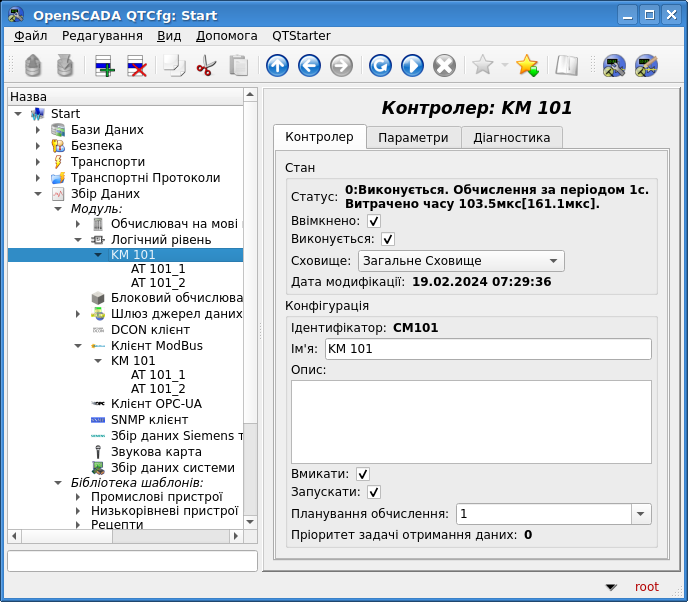 OpenSCADA QTCfg: Start
Файл Редагування Вид Допомога QTStarter
Назва
Start
Бази Даних
Безпека
Транспорти
Транспортні Протоколи
Збір Даних
Модуль:
Обчислювач на мові
Логічний рівень
КМ 101
AT 101_1
AT 101_2
Блоковий обчислюва
Шлюз джерел даних
DCON клієнт
Клієнт ModBus
КМ 101
AT 101_1
AT 101_2
Клієнт OPC-UA
SNMP клієнт
Збір даних Siemens т
Звукова карта
Збір даних системи
Бібліотека шаблонів:
Промислові пристрої
Низькорівневі пристрої
Рецепти
Контролер: КМ 101
Контролер Параметри Діагностика
Стан
Статус: 0:Виконується. Обчислення за періодом 1с.
Витрачено часу 103.5мкс[161.1мкс].
Ввімкнено:
Виконується:
Сховище: Загальне Сховище
Дата модифікації: 19.02.2024 07:29:36
Конфігурація
Ідентифікатор: CM101
Ім'я: КМ 101
Опис:
Вмикати:
Запускати:
Планування обчислення: 1
Пріоритет задачі отримання даних: 0
root